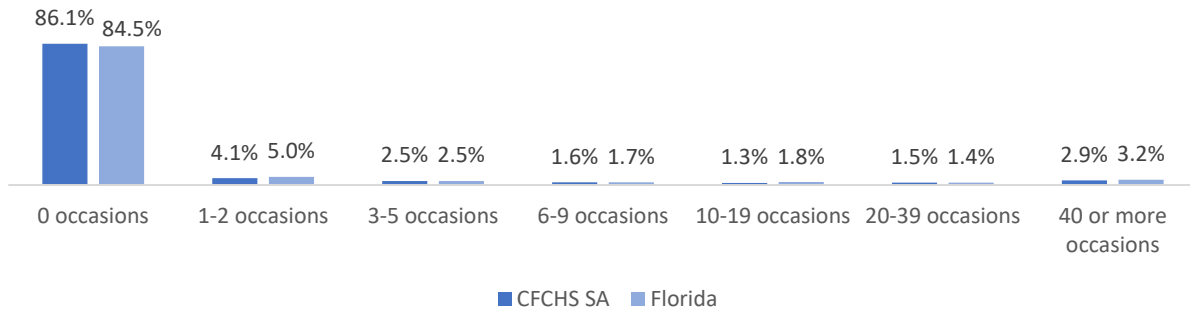 86.1% 84.5%
4.1% 5.0% 2.5% 2.5% 1.6% 1.7% 1.3% 1.8% 1.5% 1.4% 2.9% 3.2%
0 occasions 1-2 occasions 3-5 occasions 6-9 occasions 10-19 occasions 20-39 occasions 40 or more
occasions
CFCHS SA Florida